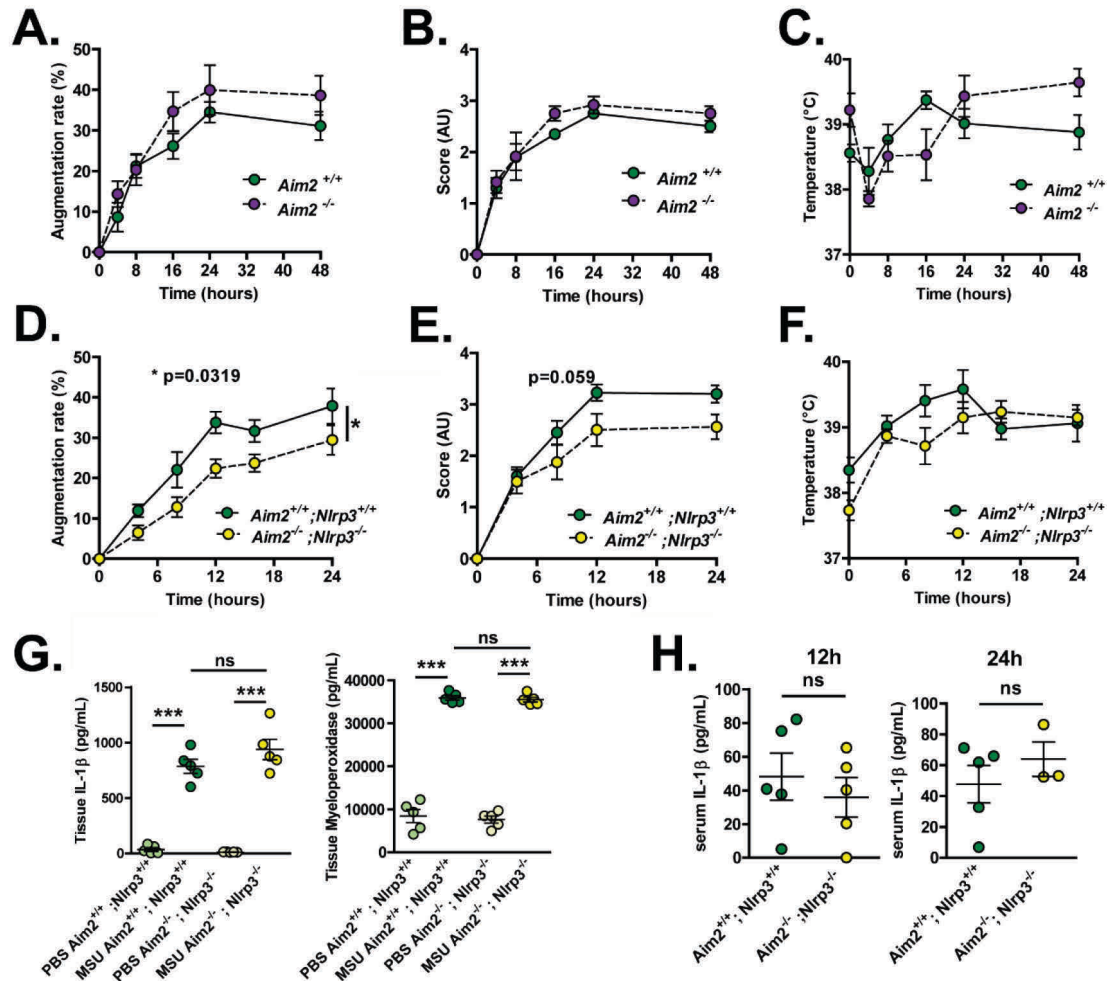 A.
Augmentation rate (%)
50
40
30
20
10
0
0 8 16 24 32 40 48
Time (hours)
Aim2 +/+
Aim2 -/-
B.
Score (AU)
4
3
2
1
0
0 8 16 24 32 40 48
Time (hours)
Aim2 +/+
Aim2 -/-
C.
Temperature (°C)
40
39
38
37
0 8 16 24 32 40 48
Time (hours)
Aim2 +/+
Aim2 -/-
D.
Augmentation rate (%)
50
40
30
20
10
0
* p=0.0319
*
0 4 8 12 16 20 24
Time (hours)
Aim2+/+;Nlrp3+/+
Aim2-/-;Nlrp3-/-
E.
Score (AU)
4
3
2
1
0
p=0.059
0 6 12 18 24
Time (hours)
Aim2+/+;Nlrp3+/+
Aim2-/-;Nlrp3-/-
F.
Temperature (°C)
40
39
38
37
0 6 12 18 24
Time (hours)
Aim2+/+;Nlrp3+/+
Aim2-/-;Nlrp3-/-
G.
Tissue IL-1β (pg/mL)
1500
1000
500
0
ns
***
***
PBS Aim2+/+ ;Nlrp3+/+
MSU Aim2+/+ ; Nlrp3+/+
PBS Aim2-/- ; Nlrp3-/-
MSU Aim2-/- ; Nlrp3-/-
Tissue Myeloperoxidase (pg/mL)
40000
30000
20000
10000
0
ns
***
***
PBS Aim2+/+ ; Nlrp3+/+
MSU Aim2+/+ ; Nlrp3+/+
PBS Aim2-/- ; Nlrp3-/-
MSU Aim2-/- ; Nlrp3-/-
H.
12h
ns
serum IL-1β (pg/mL)
100
80
60
40
20
0
Aim2+/+; Nlrp3+/+
Aim2-/- ;Nlrp3-/-
24h
ns
serum IL-1β (pg/mL)
100
80
60
40
20
0
Aim2+/+; Nlrp3+/+
Aim2-/-; Nlrp3-/-